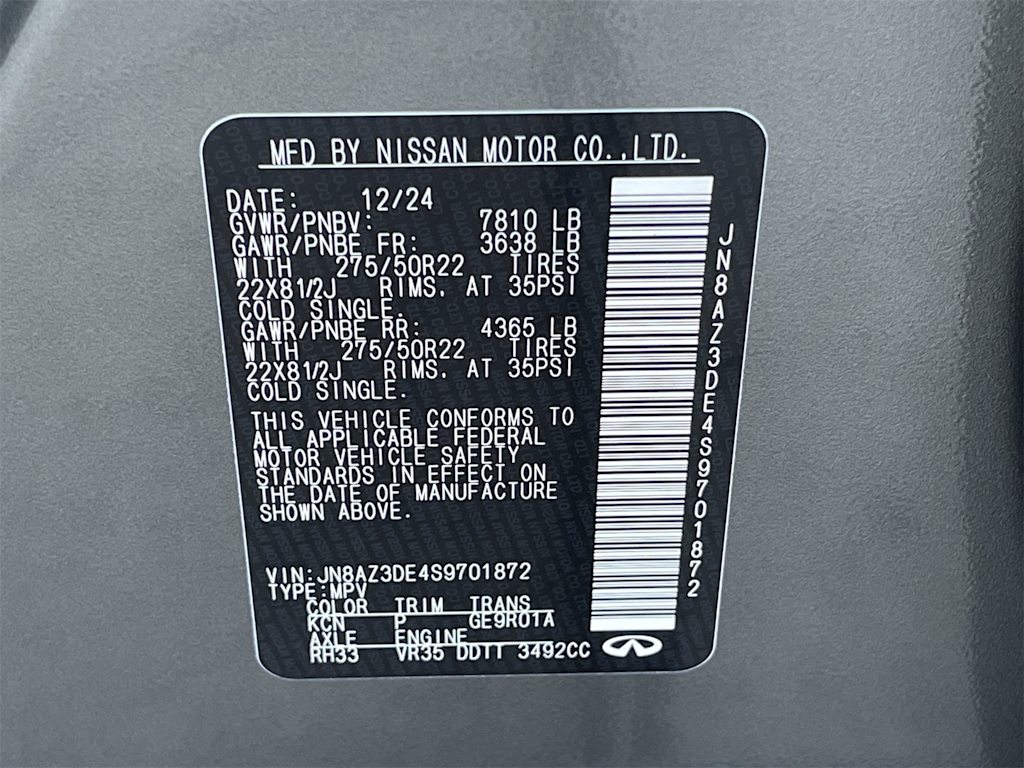 MFD BY NISSAN MOTOR CO.,LTD.
DATE: 12/24
GVWR/PNBV: 7810 LB
GAWR/PNBE FR: 3638 LB
WITH 275/50R22 TIRES
22X81/2J RIMS. AT 35PSI
COLD SINGLE.
GAWR/PNBE RR: 4365 LB
WITH 275/50R22 TIRES
22X81/2J RIMS. AT 35PSI
COLD SINGLE.
THIS VEHICLE CONFORMS TO
ALL APPLICABLE FEDERAL
MOTOR VEHICLE SAFETY
STANDARDS IN EFFECT ON
THE DATE OF MANUFACTURE
SHOWN ABOVE.
VIN:JN8AZ3DE4S9701872
TYPE:MPV
COLOR TRIM TRANS
KCN P GE9R01A
AXLE ENGINE
RH33 VR35 DDTT 3492CC
JN8AZ3DE4S9701872